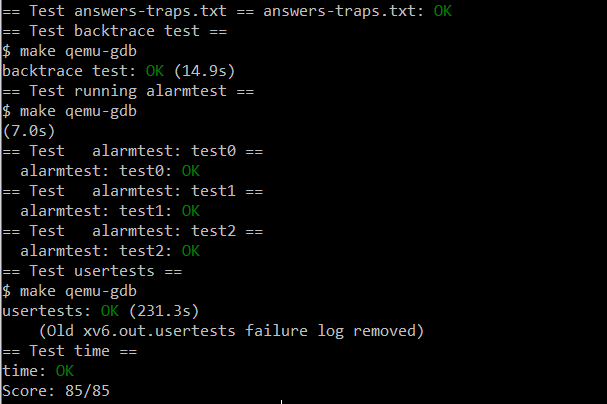 == Test answers-traps.txt == answers-traps.txt: OK
== Test backtrace test ==
$ make qemu-gdb
backtrace test: OK (14.9s)
== Test running alarmtest ==
$ make qemu-gdb
(7.0s)
== Test   alarmtest: test0 ==
  alarmtest: test0: OK
== Test   alarmtest: test1 ==
  alarmtest: test1: OK
== Test   alarmtest: test2 ==
  alarmtest: test2: OK
== Test usertests ==
$ make qemu-gdb
usertests: OK (231.3s)
    (Old xv6.out.usertests failure log removed)
== Test time ==
time: OK
Score: 85/85